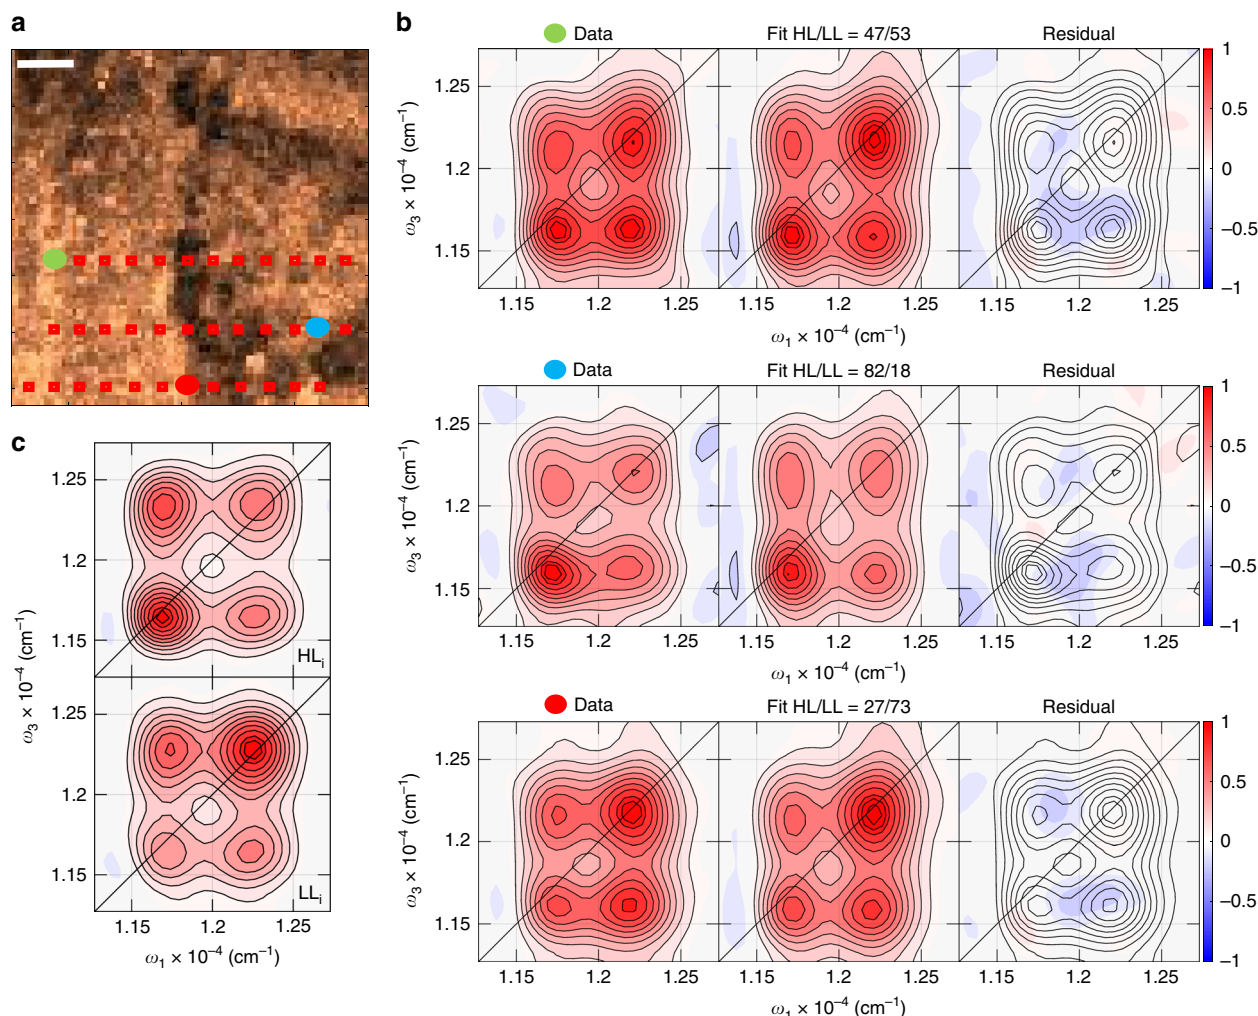 a
b
Data
Fit HL/LL = 47/53
Residual
1.25
1.2
1.15
ω3 × 10−4 (cm−1)
1.15
1.2
1.25
1.15
1.2
1.25
1.15
1.2
1.25
ω1 × 10−4 (cm−1)
1
0.5
0
−0.5
−1
Data
Fit HL/LL = 82/18
Residual
1.25
1.2
1.15
ω3 × 10−4 (cm−1)
1.15
1.2
1.25
1.15
1.2
1.25
1.15
1.2
1.25
ω1 × 10−4 (cm−1)
1
0.5
0
−0.5
−1
Data
Fit HL/LL = 27/73
Residual
1.25
1.2
1.15
ω3 × 10−4 (cm−1)
1.15
1.2
1.25
1.15
1.2
1.25
1.15
1.2
1.25
ω1 × 10−4 (cm−1)
1
0.5
0
−0.5
−1
c
1.25
1.2
1.15
HLi
1.25
1.2
1.15
LLi
ω3 × 10−4 (cm−1)
1.15
1.2
1.25
ω1 × 10−4 (cm−1)